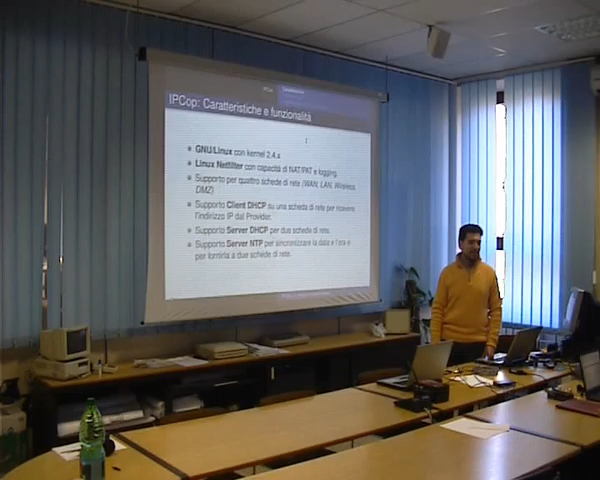 IPCop: Caratteristiche e funzionalità
GNU/Linux con kernel 2.4.x
Linux Netfilter con capacità di NAT/PAT e logging.
Supporto per quattro schede di rete (WAN, LAN, Wireless,
DMZ)
Supporto Client DHCP su una scheda di rete per ricevere
l'indirizzo IP dal Provider.
Supporto Server DHCP per due schede di rete.
Supporto Server NTP per sincronizzare la data e l'ora e
per fornirla a due schede di rete.